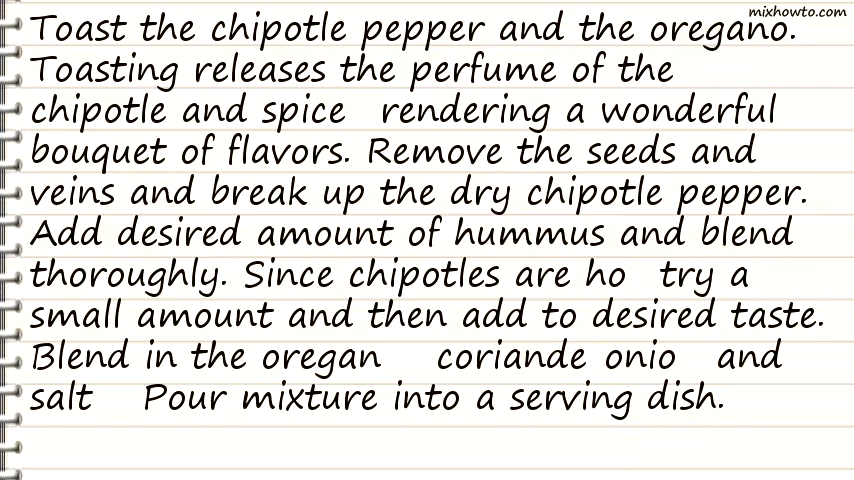 mixhowto.com
Toast the chipotle pepper and the oregano.
Toasting releases the perfume of the
chipotle and spice rendering a wonderful
bouquet of flavors. Remove the seeds and
veins and break up the dry chipotle pepper.
Add desired amount of hummus and blend
thoroughly. Since chipotles are ho try a
small amount and then add to desired taste.
Blend in the oregan coriande onio and
salt Pour mixture into a serving dish.